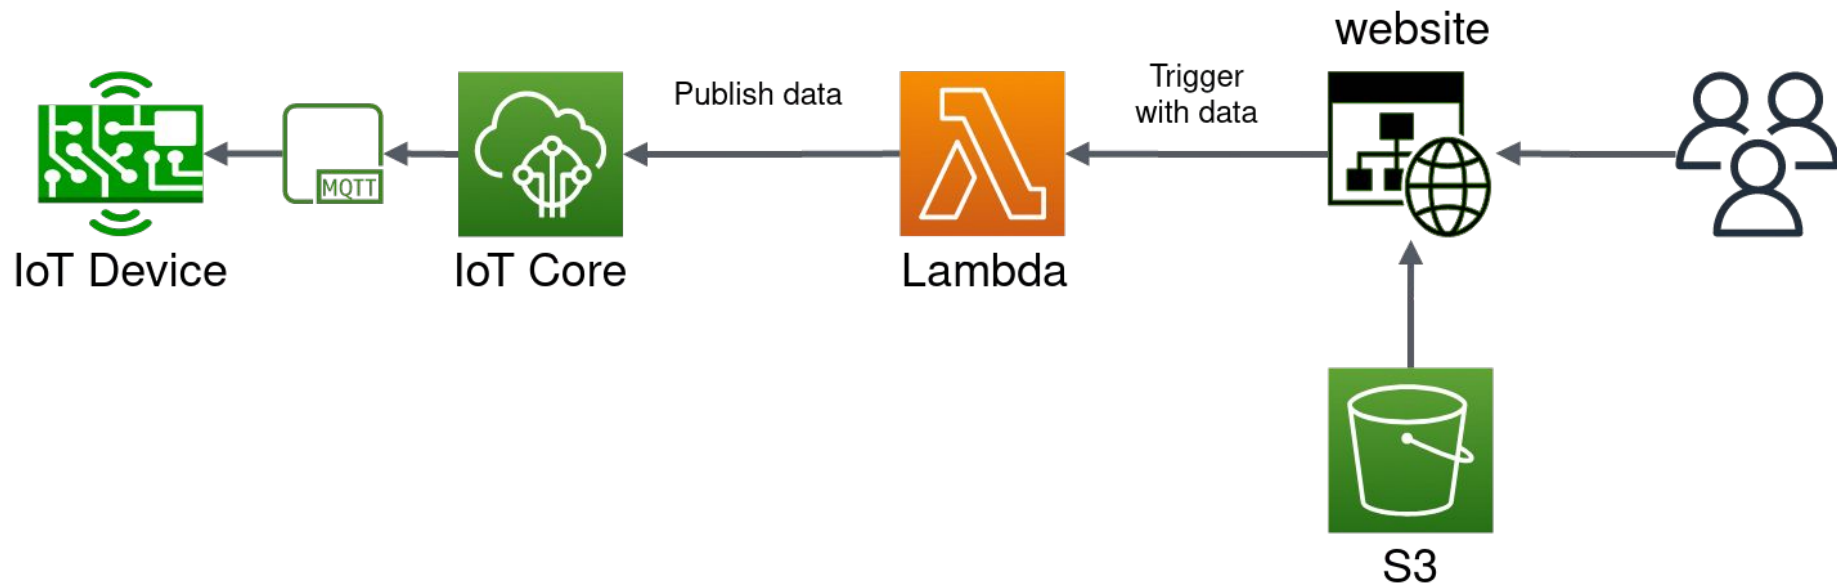 website
Publish data
Trigger
with data
MQTT
IoT Device
IoT Core
Lambda
S3